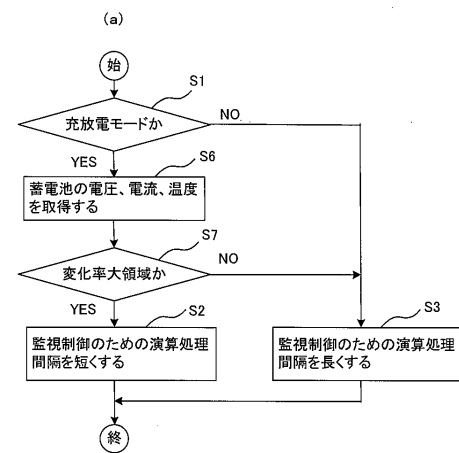 (a)
始
S1
充放電モードか
NO
YES
S6
蓄電池の電圧、電流、温度
を取得する
S7
変化率大領域か
NO
YES
S2
監視制御のための演算処理
間隔を短くする
S3
監視制御のための演算処理
間隔を長くする
終